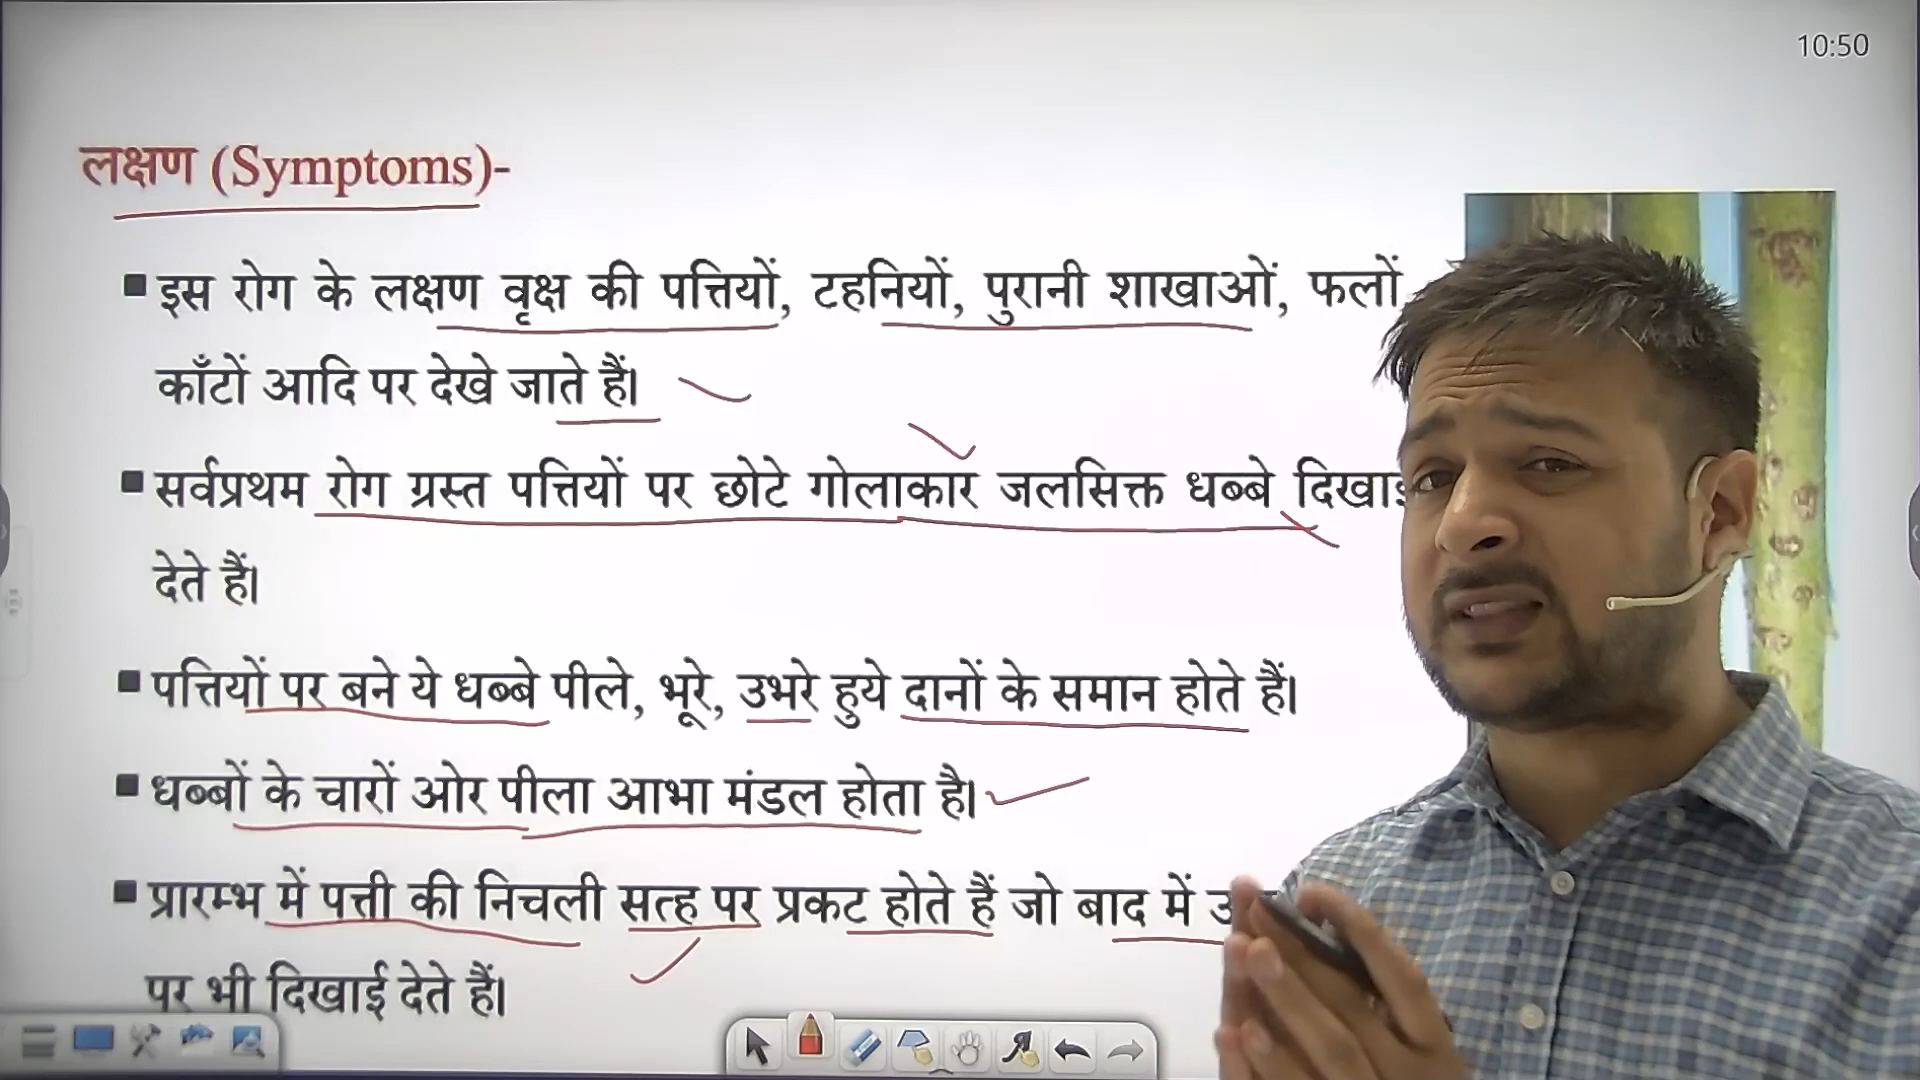 10:50
लक्षण (Symptoms)-
▪ इस रोग के लक्षण वृक्ष की पत्तियों, टहनियों, पुरानी शाखाओं, फलों
काँटों आदि पर देखे जाते हैं।
▪ सर्वप्रथम रोग ग्रस्त पत्तियों पर छोटे गोलाकार जलसिक्त धब्बे
देते हैं।
▪ पत्तियों पर बने ये धब्बे पीले, भूरे, उभरे हुये दानों के समान होते हैं।
▪ धब्बों के चारों ओर पीला आभा मंडल होता है।
▪ प्रारम्भ में पत्ती की निचली सत्ह पर प्रकट होते हैं जो बाद में
पर भी दिखाई देते हैं।